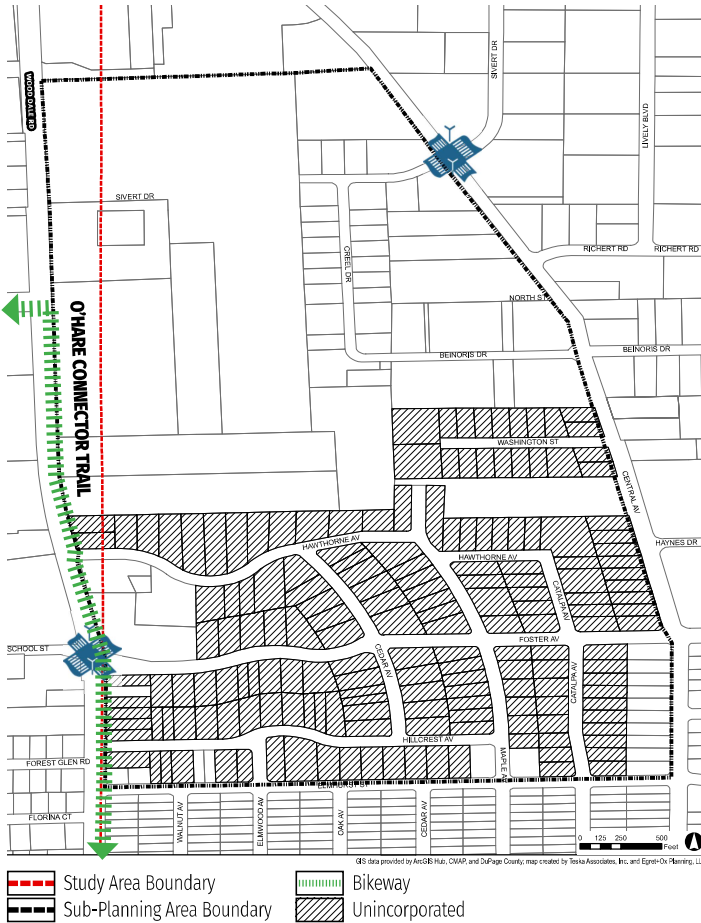 SIVERT DR
WOOD DALE RD
LIVELY BLVD
SIVERT DR
CREEL DR
RICHERT RD
RICHERT RD
NORTH ST
O'HARE CONNECTOR TRAIL
BEINORIS DR
BEINORIS DR
WASHINGTON ST
CENTRAL AV
HAWTHORNE AV
HAYNES DR
HAWTHORNE AV
CATALPA AV
SCHOOL ST
FOSTER AV
CEDAR AV
CATALPA AV
HILLCREST AV
FOREST GLEN RD
MAPLE AV
ELMHURST ST
FLORINA CT
WALNUT AV
ELMWOOD AV
OAK AV
CEDAR AV
0 125 250 500
Feet
GIS data provided by ArcGIS Hub, CMAP, and DuPage County; map created by Teska Associates, Inc. and Egret+Ox Planning, LL
Study Area Boundary
Bikeway
Sub-Planning Area Boundary
Unincorporated